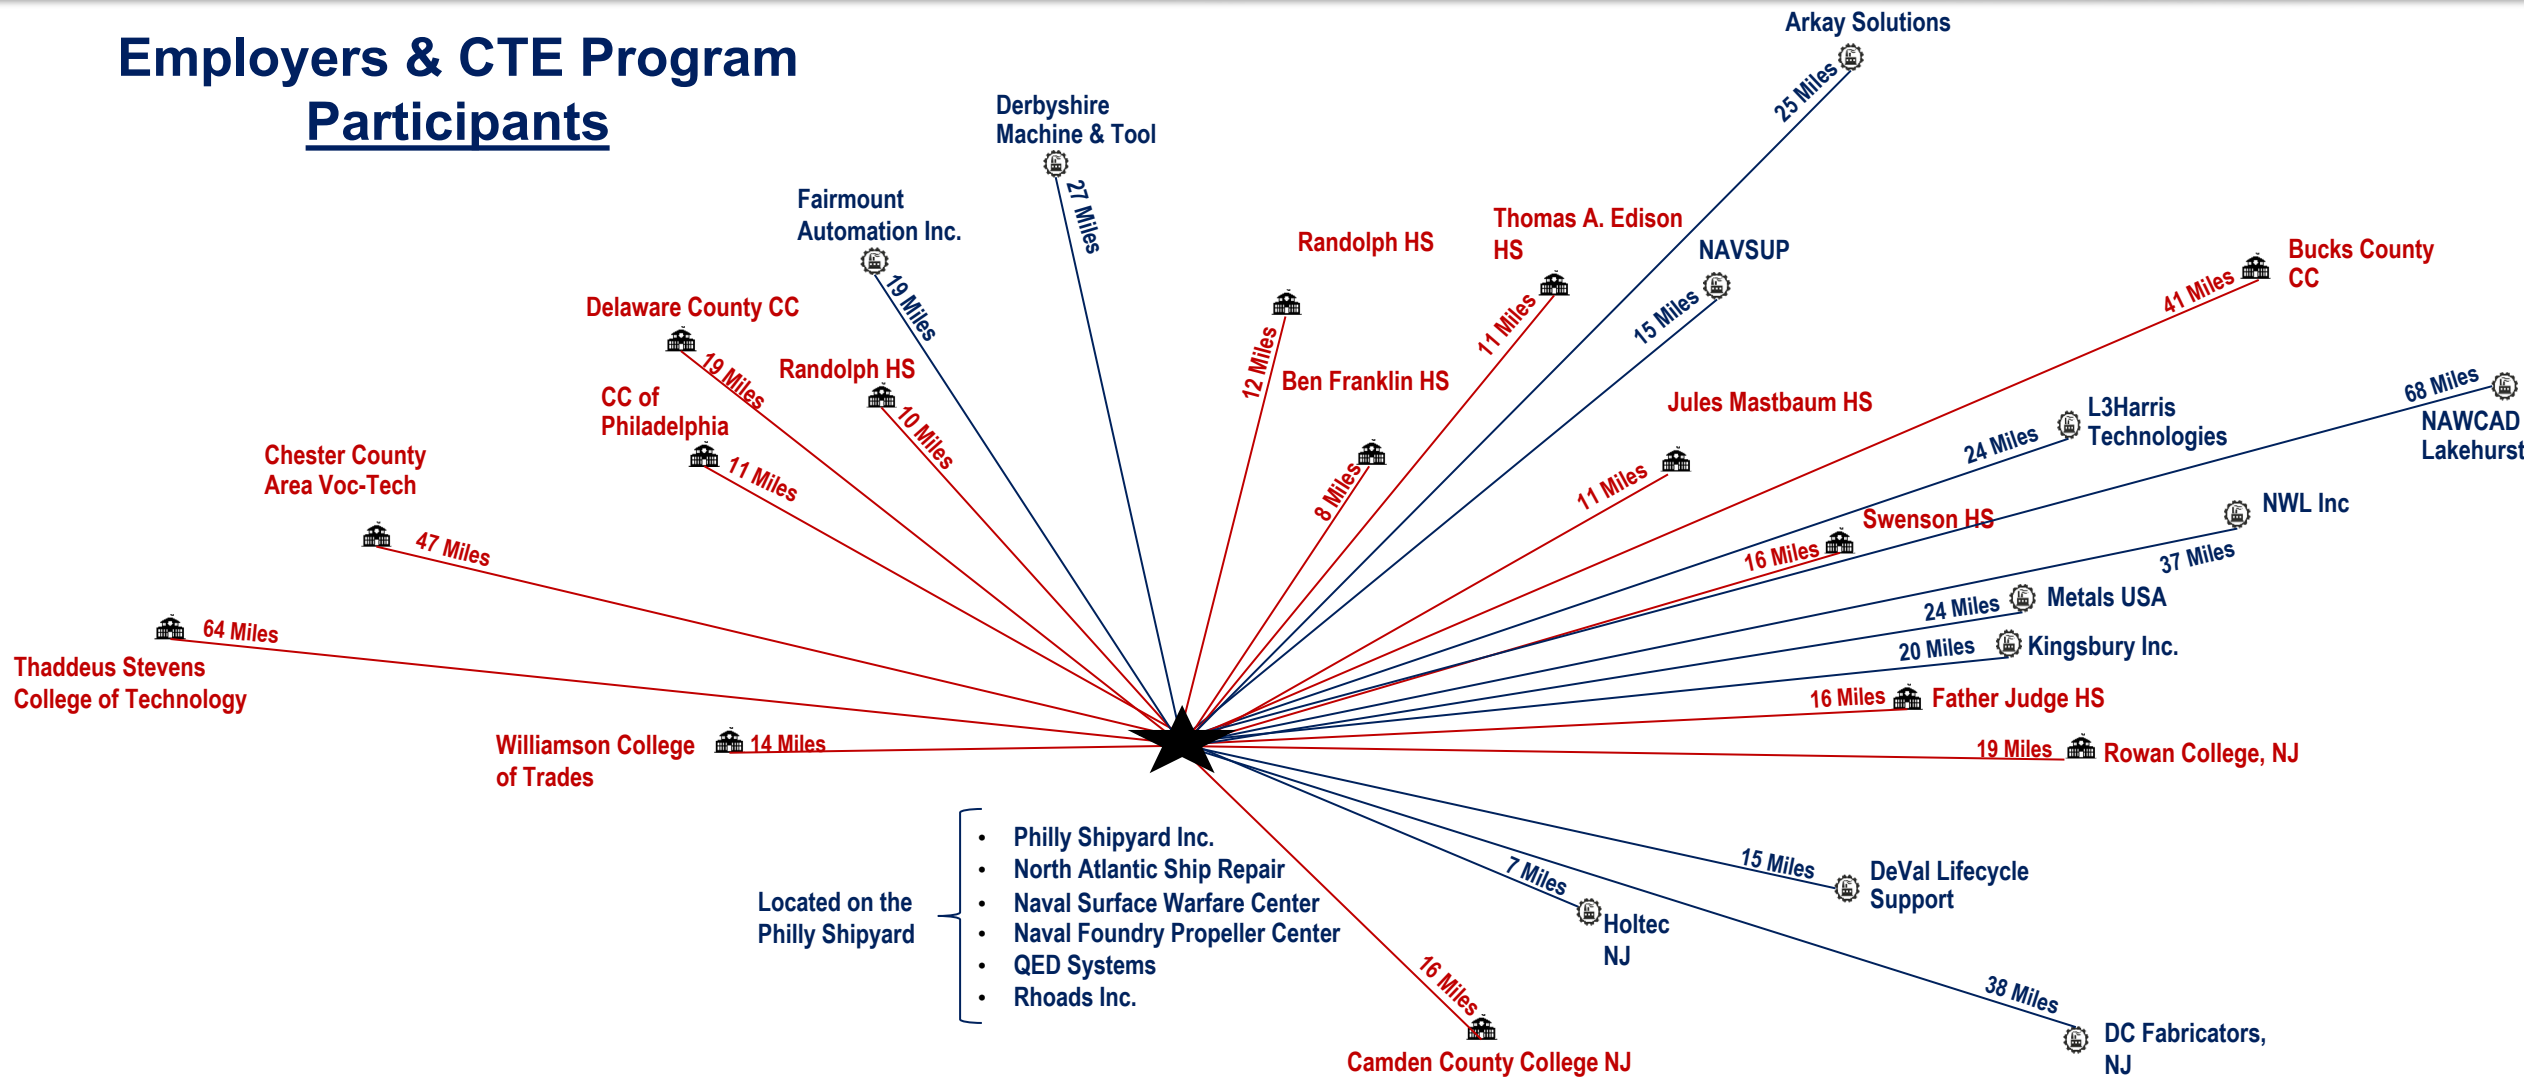 Employers & CTE Program
Participants
Arkay Solutions
25 Miles
Derbyshire
Machine & Tool
27 Miles
Fairmount
Automation Inc.
19 Miles
Randolph HS
12 Miles
Thomas A. Edison
HS
11 Miles
NAVSUP
15 Miles
Bucks County
CC
41 Miles
Delaware County CC
19 Miles
Randolph HS
10 Miles
CC of
Philadelphia
11 Miles
Ben Franklin HS
8 Miles
Jules Mastbaum HS
11 Miles
L3Harris
Technologies
24 Miles
68 Miles
NAWCAD
Lakehurst
Chester County
Area Voc-Tech
47 Miles
Swenson HS
16 Miles
NWL Inc
37 Miles
Metals USA
24 Miles
Kingsbury Inc.
20 Miles
64 Miles
Thaddeus Stevens
College of Technology
16 Miles
Father Judge HS
Williamson College
of Trades
14 Miles
19 Miles
Rowan College, NJ
Located on the
Philly Shipyard
• Philly Shipyard Inc.
• North Atlantic Ship Repair
• Naval Surface Warfare Center
• Naval Foundry Propeller Center
• QED Systems
• Rhoads Inc.
7 Miles
Holtec
NJ
15 Miles
DeVal Lifecycle
Support
16 Miles
Camden County College NJ
38 Miles
DC Fabricators,
NJ